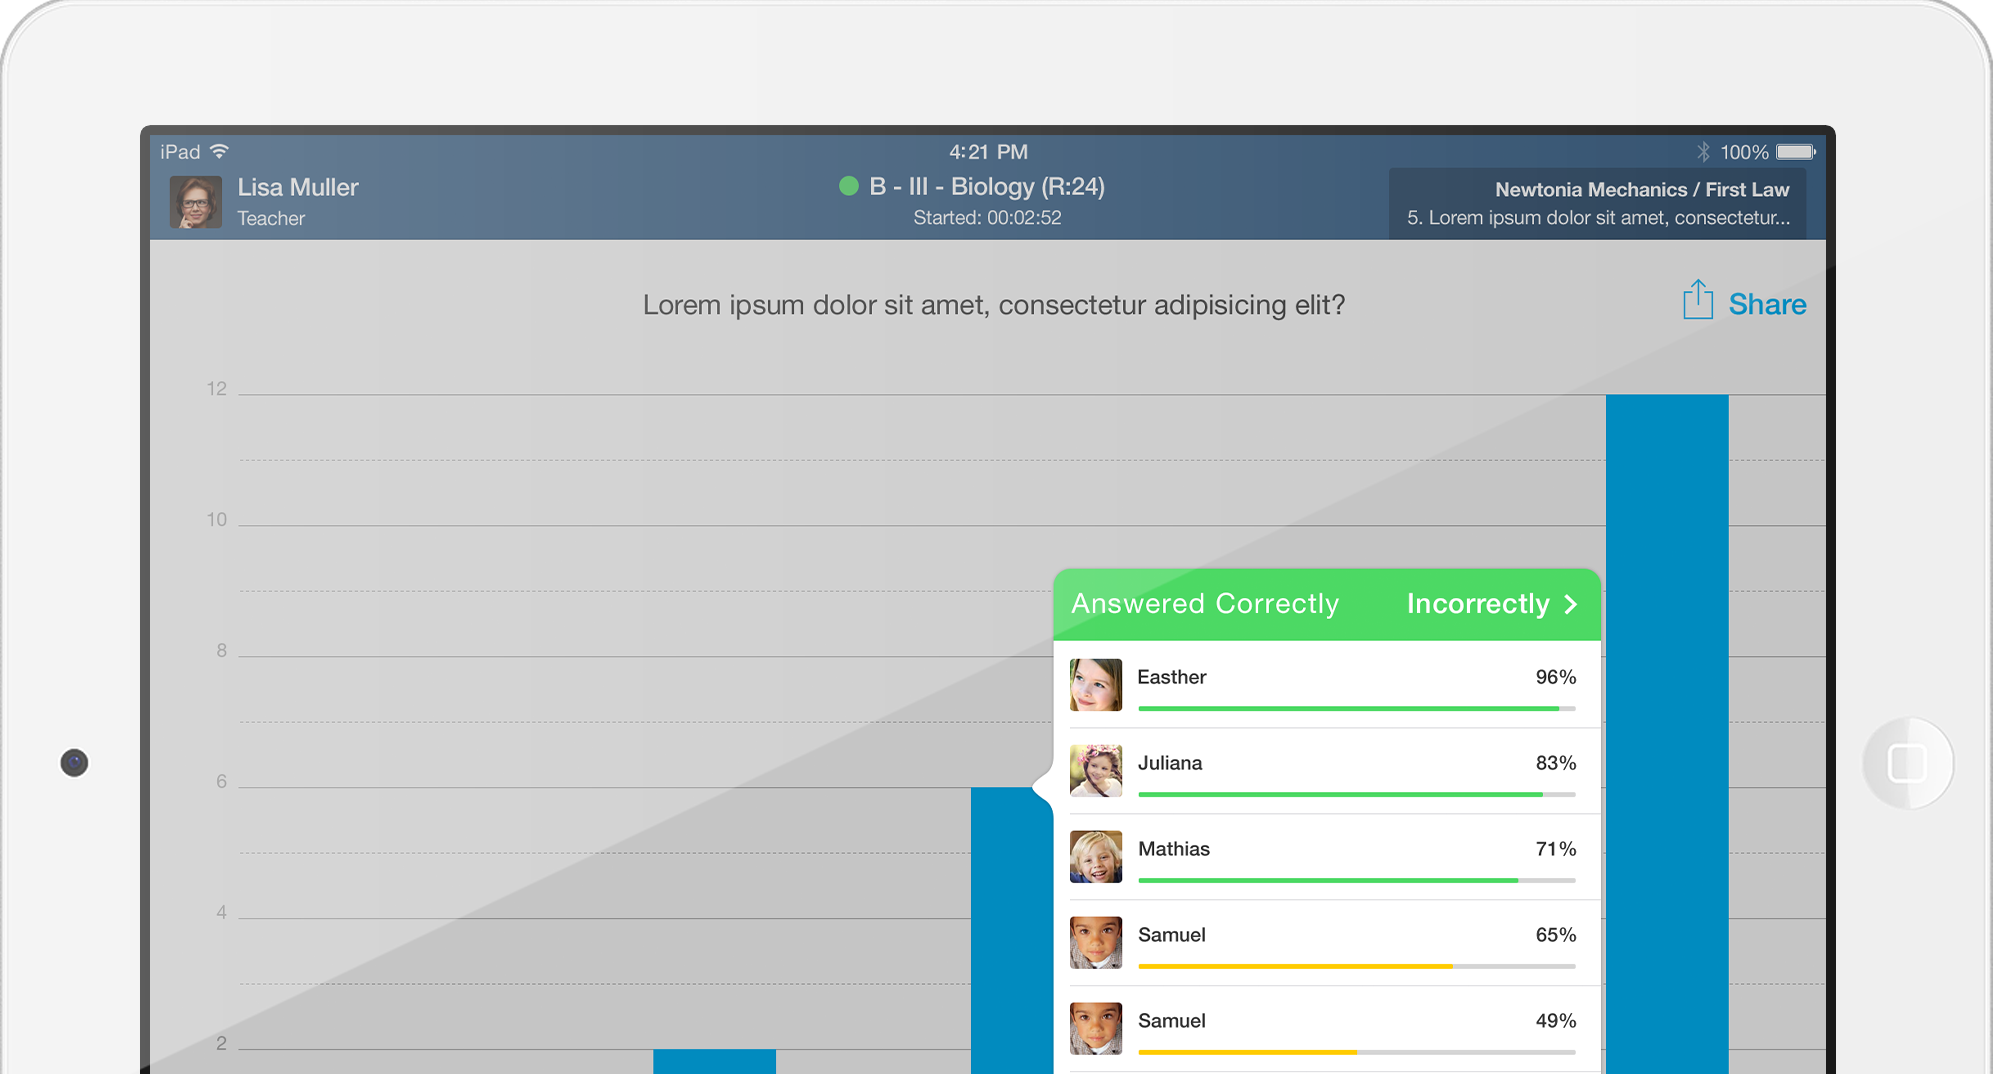 iPad
4:21 PM
100%
Lisa Muller
Teacher
B - III - Biology (R:24)
Started: 00:02:52
Newtonia Mechanics / First Law
5. Lorem ipsum dolor sit amet, consectetur...
Lorem ipsum dolor sit amet, consectetur adipisicing elit?
Share
12
10
8
6
4
2
Answered Correctly
Incorrectly
Easther
96%
Juliana
83%
Mathias
71%
Samuel
65%
Samuel
49%